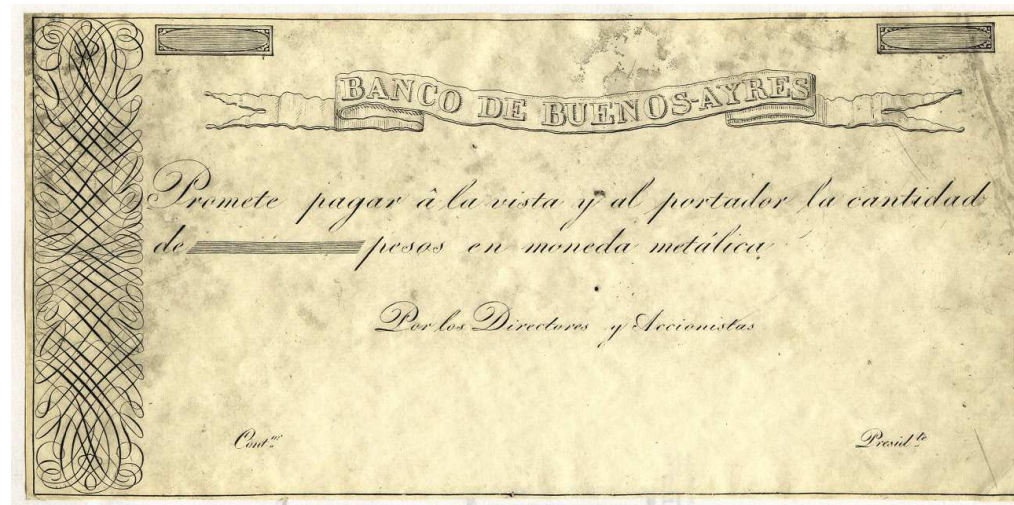 BANCO DE BUENOS-AYRES
Promete pagar â la vista y al portador la cantidad
de pesos en moneda metálica
Por los Directores y Accionistas
Cont.or Presid.te